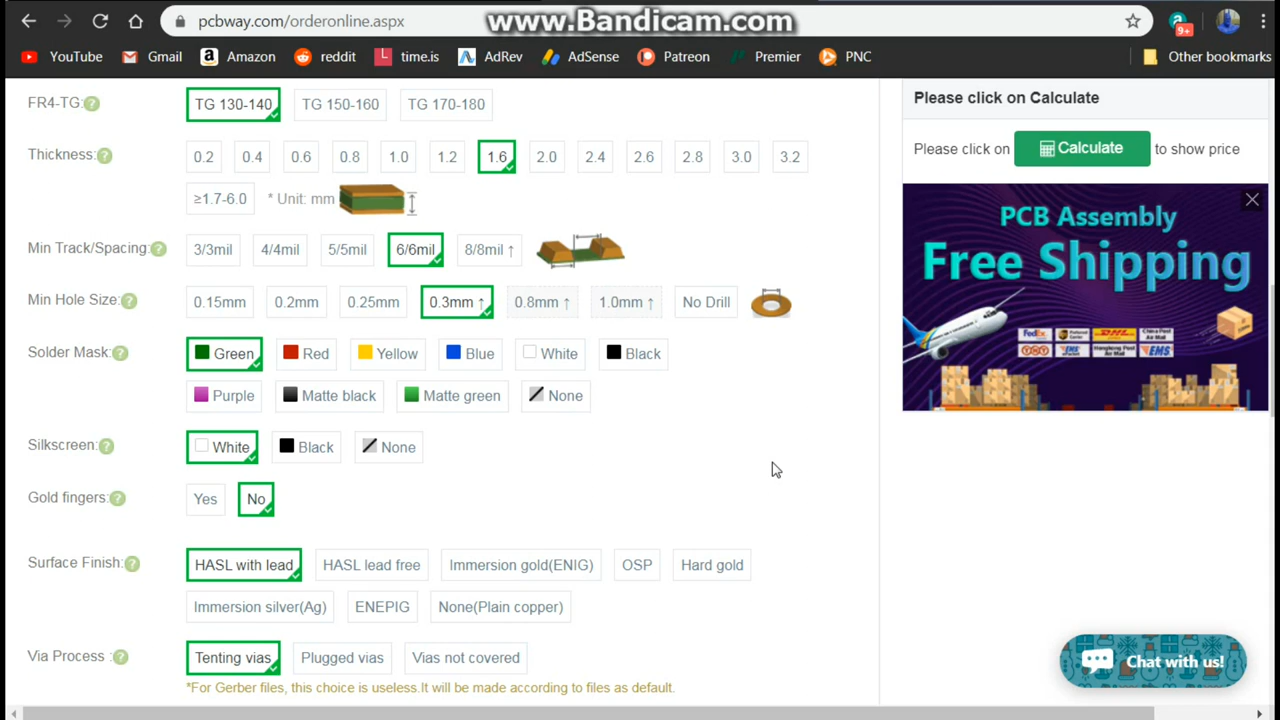 pcbway.com/orderonline.aspx
www.Bandicam.com
9+
YouTube Gmail Amazon reddit time.is AdRev AdSense Patreon Premier PNC Other bookmarks
FR4-TG: ? TG 130-140 TG 150-160 TG 170-180
Thickness: ? 0.2 0.4 0.6 0.8 1.0 1.2 1.6 2.0 2.4 2.6 2.8 3.0 3.2
≥1.7-6.0 * Unit: mm
Min Track/Spacing: ? 3/3mil 4/4mil 5/5mil 6/6mil 8/8mil ↑
Min Hole Size: ? 0.15mm 0.2mm 0.25mm 0.3mm ↑ 0.8mm ↑ 1.0mm ↑ No Drill
Solder Mask: ? Green Red Yellow Blue White Black
Purple Matte black Matte green None
Silkscreen: ? White Black None
Gold fingers: ? Yes No
Surface Finish: ? HASL with lead HASL lead free Immersion gold(ENIG) OSP Hard gold
Immersion silver(Ag) ENEPIG None(Plain copper)
Via Process : ? Tenting vias Plugged vias Vias not covered
*For Gerber files, this choice is useless.It will be made according to files as default.
Please click on Calculate
Please click on Calculate to show price
PCB Assembly
Free Shipping
FedEx DHL
TNT EMS
Chat with us!